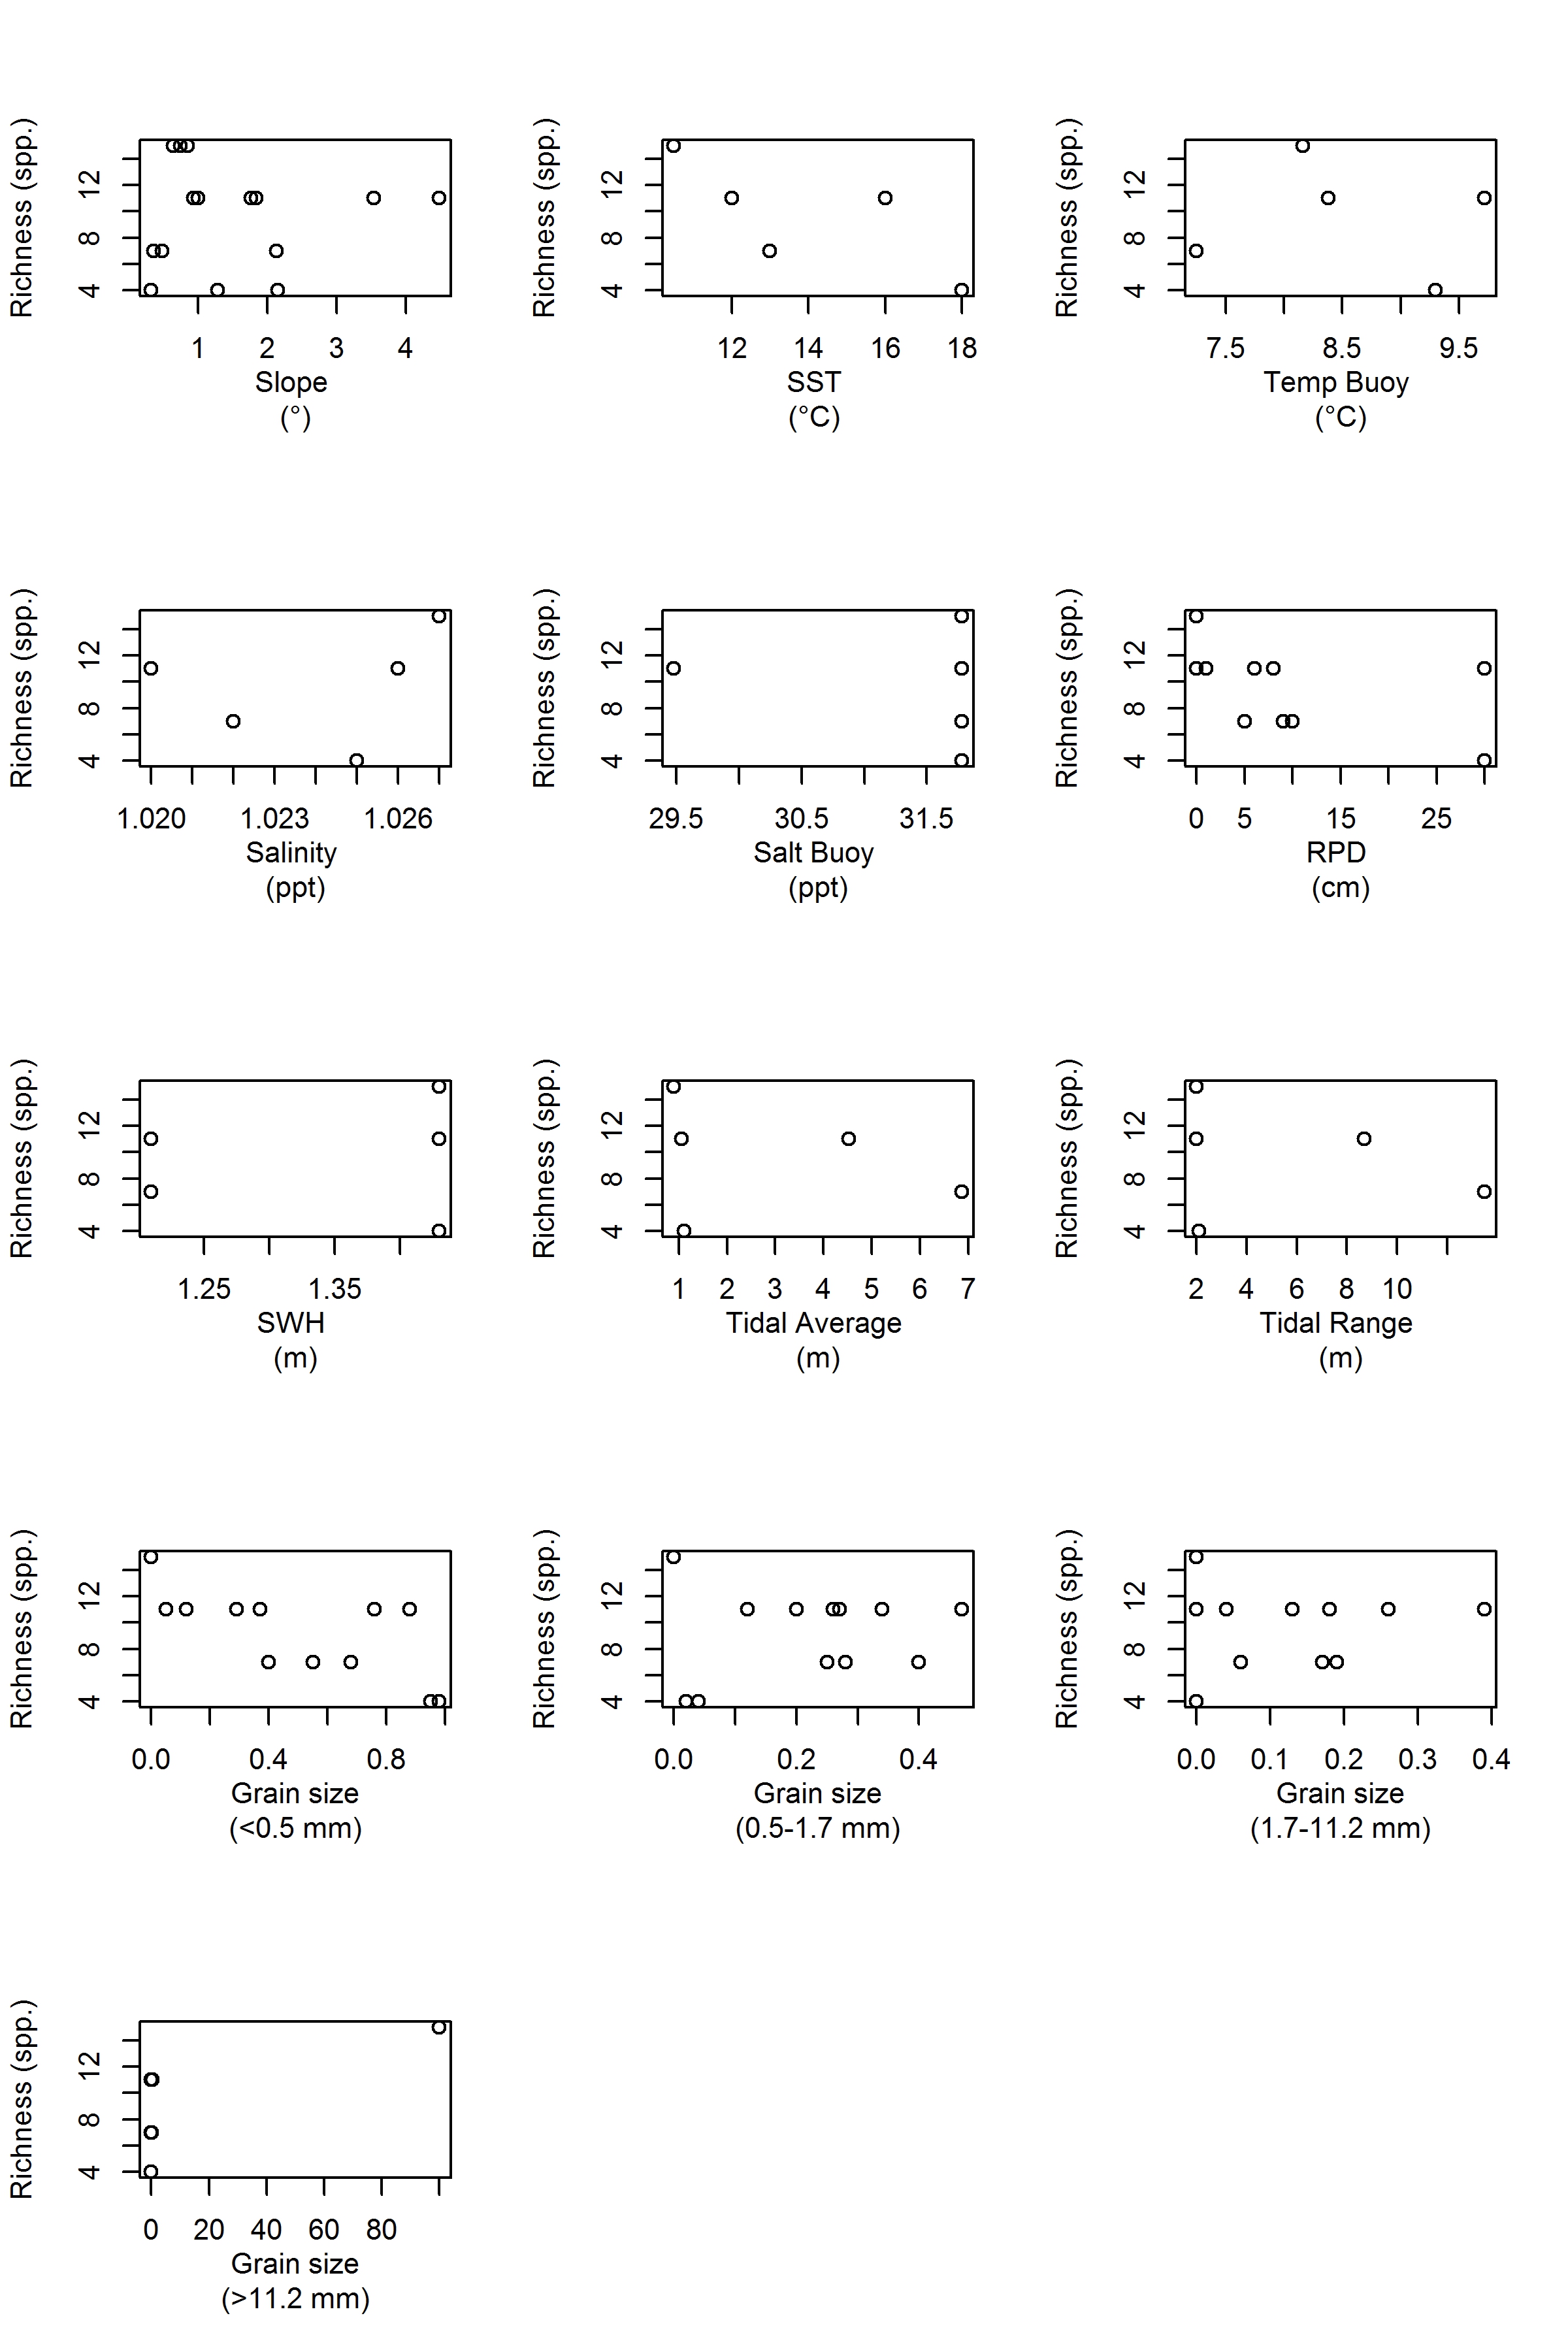 Richness (spp.)
4 8 12
1 2 3 4
Slope
(°)
Richness (spp.)
4 8 12
12 14 16 18
SST
(°C)
Richness (spp.)
4 8 12
7.5 8.5 9.5
Temp Buoy
(°C)
Richness (spp.)
4 8 12
1.020 1.023 1.026
Salinity
(ppt)
Richness (spp.)
4 8 12
29.5 30.5 31.5
Salt Buoy
(ppt)
Richness (spp.)
4 8 12
0 5 15 25
RPD
(cm)
Richness (spp.)
4 8 12
1.25 1.35
SWH
(m)
Richness (spp.)
4 8 12
1 2 3 4 5 6 7
Tidal Average
(m)
Richness (spp.)
4 8 12
2 4 6 8 10
Tidal Range
(m)
Richness (spp.)
4 8 12
0.0 0.4 0.8
Grain size
(<0.5 mm)
Richness (spp.)
4 8 12
0.0 0.2 0.4
Grain size
(0.5-1.7 mm)
Richness (spp.)
4 8 12
0.0 0.1 0.2 0.3 0.4
Grain size
(1.7-11.2 mm)
Richness (spp.)
4 8 12
0 20 40 60 80
Grain size
(>11.2 mm)